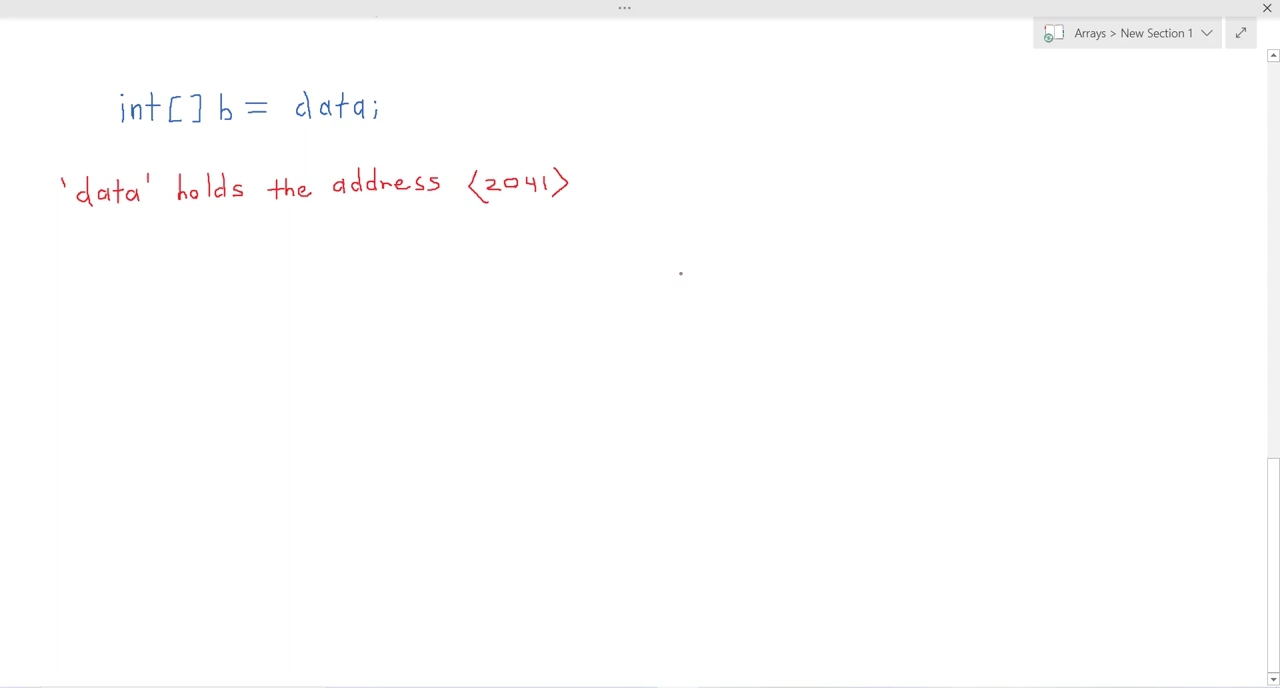 Arrays > New Section 1
int[] b = data;
'data' holds the address <2041>